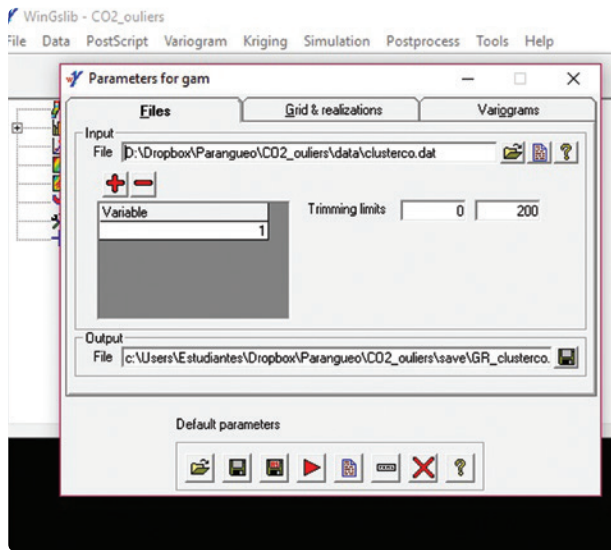 WinGslib - CO2_ouliers
File Data PostScript Variogram Kriging Simulation Postprocess Tools Help
Parameters for gam
Files Grid & realizations Variograms
Input
File D:\Dropbox\Parangueo\CO2_ouliers\data\clusterco.dat
Variable
1
Trimming limits 0 200
Output
File c:\Users\Estudiantes\Dropbox\Parangueo\CO2_ouliers\save\GR_clusterco.
Default parameters